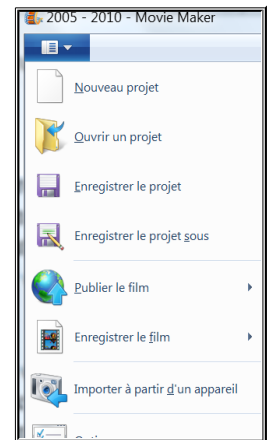 2005 - 2010 - Movie Maker
Nouveau projet
Ouvrir un projet
Enregistrer le projet
Enregistrer le projet sous
Publier le film
Enregistrer le film
Importer à partir d'un appareil